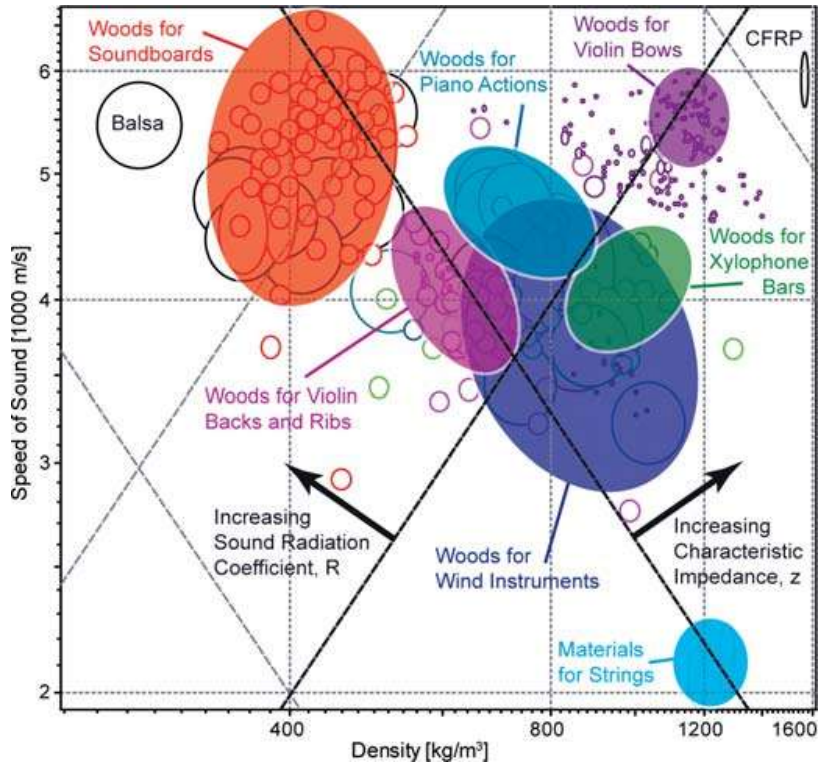 Woods for
Soundboards
Woods for
Violin Bows
CFRP
Woods for
Piano Actions
Balsa
Woods for
Xylophone
Bars
Woods for Violin
Backs and Ribs
Increasing
Sound Radiation
Coefficient, R
Woods for
Wind Instruments
Increasing
Characteristic
Impedance, z
Materials
for Strings
Speed of Sound [1000 m/s]
6
5
4
3
2
400
800
1200
1600
Density [kg/m³]